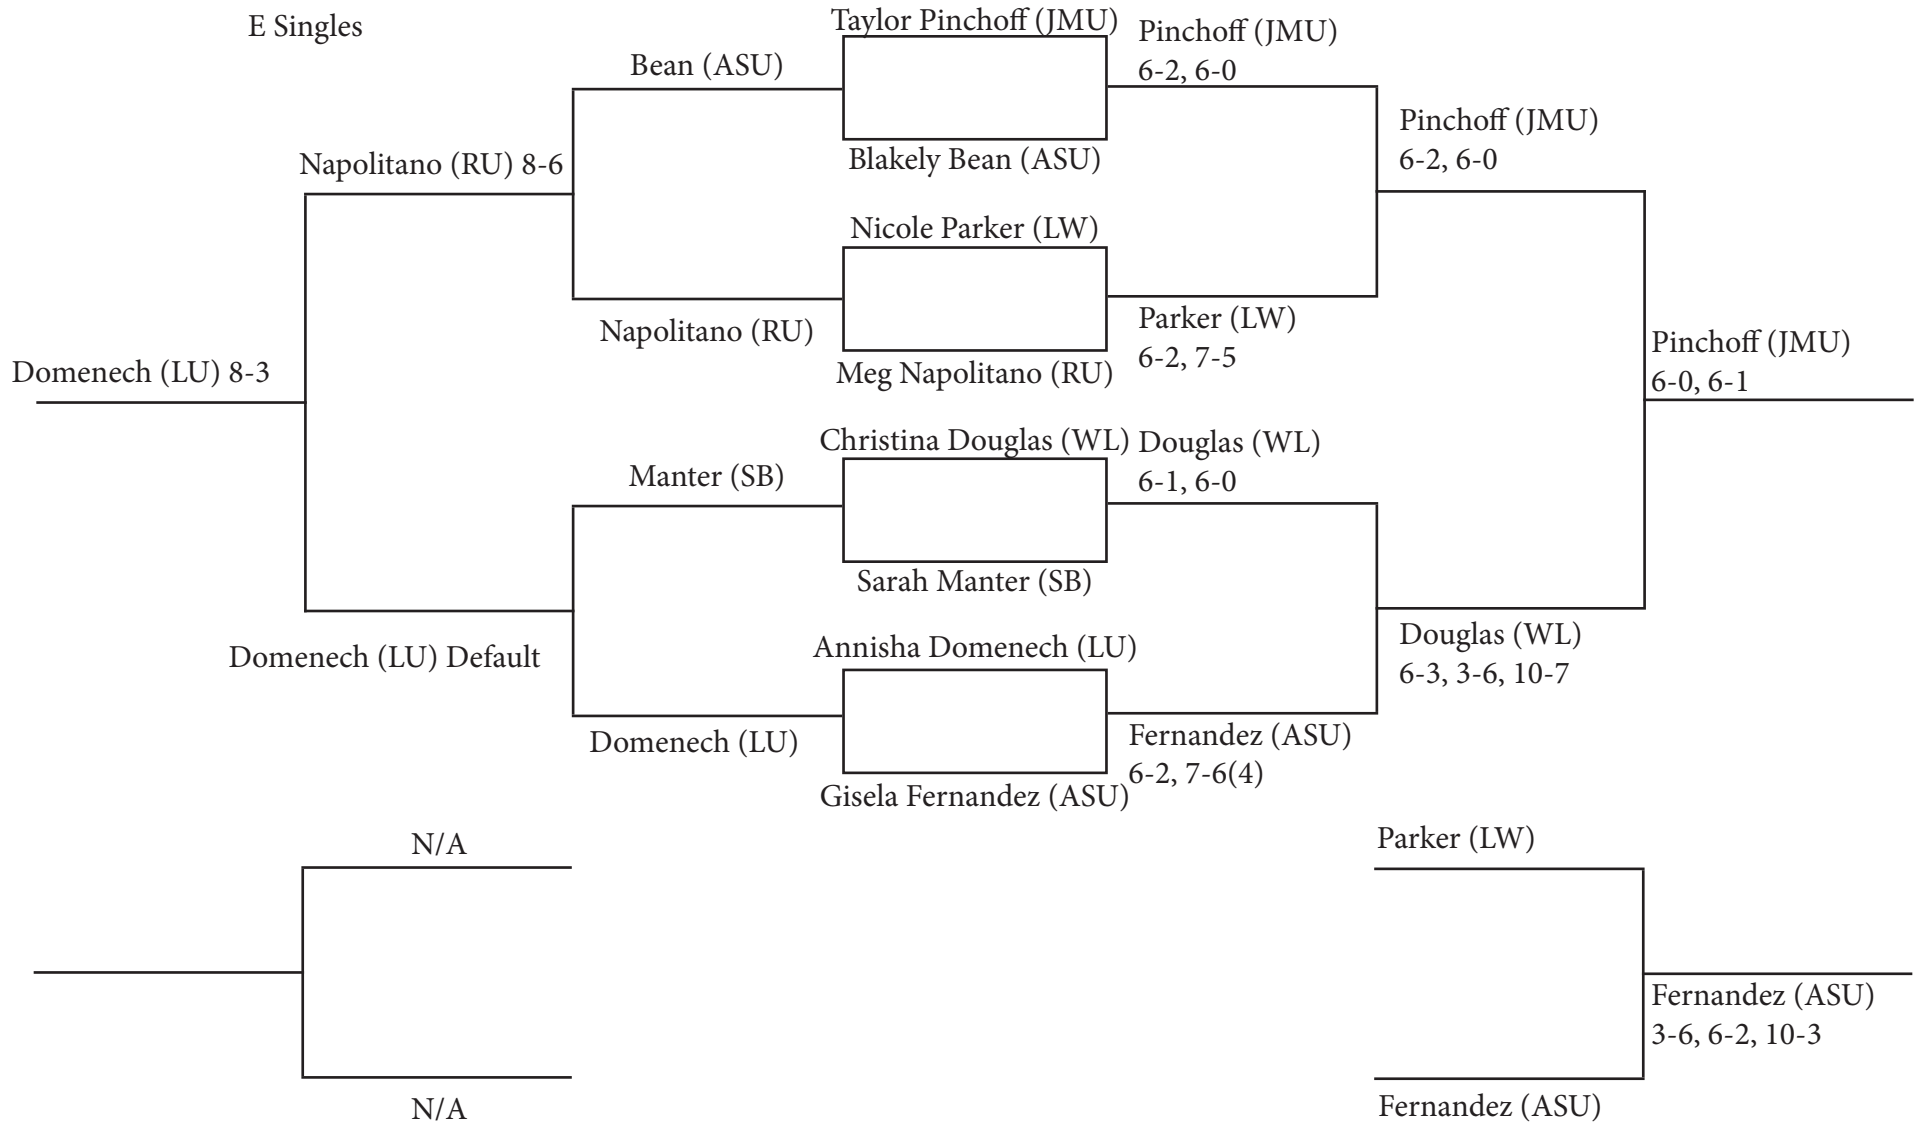 E Singles
Taylor Pinchoff (JMU)
Pinchoff (JMU)
6-2, 6-0
Bean (ASU)
Pinchoff (JMU)
6-2, 6-0
Napolitano (RU) 8-6
Blakely Bean (ASU)
Nicole Parker (LW)
Napolitano (RU)
Parker (LW)
6-2, 7-5
Pinchoff (JMU)
6-0, 6-1
Domenech (LU) 8-3
Meg Napolitano (RU)
Christina Douglas (WL)
Douglas (WL)
6-1, 6-0
Manter (SB)
Sarah Manter (SB)
Annisha Domenech (LU)
Douglas (WL)
6-3, 3-6, 10-7
Domenech (LU) Default
Domenech (LU)
Fernandez (ASU)
6-2, 7-6(4)
Gisela Fernandez (ASU)
N/A
Parker (LW)
Fernandez (ASU)
3-6, 6-2, 10-3
N/A
Fernandez (ASU)